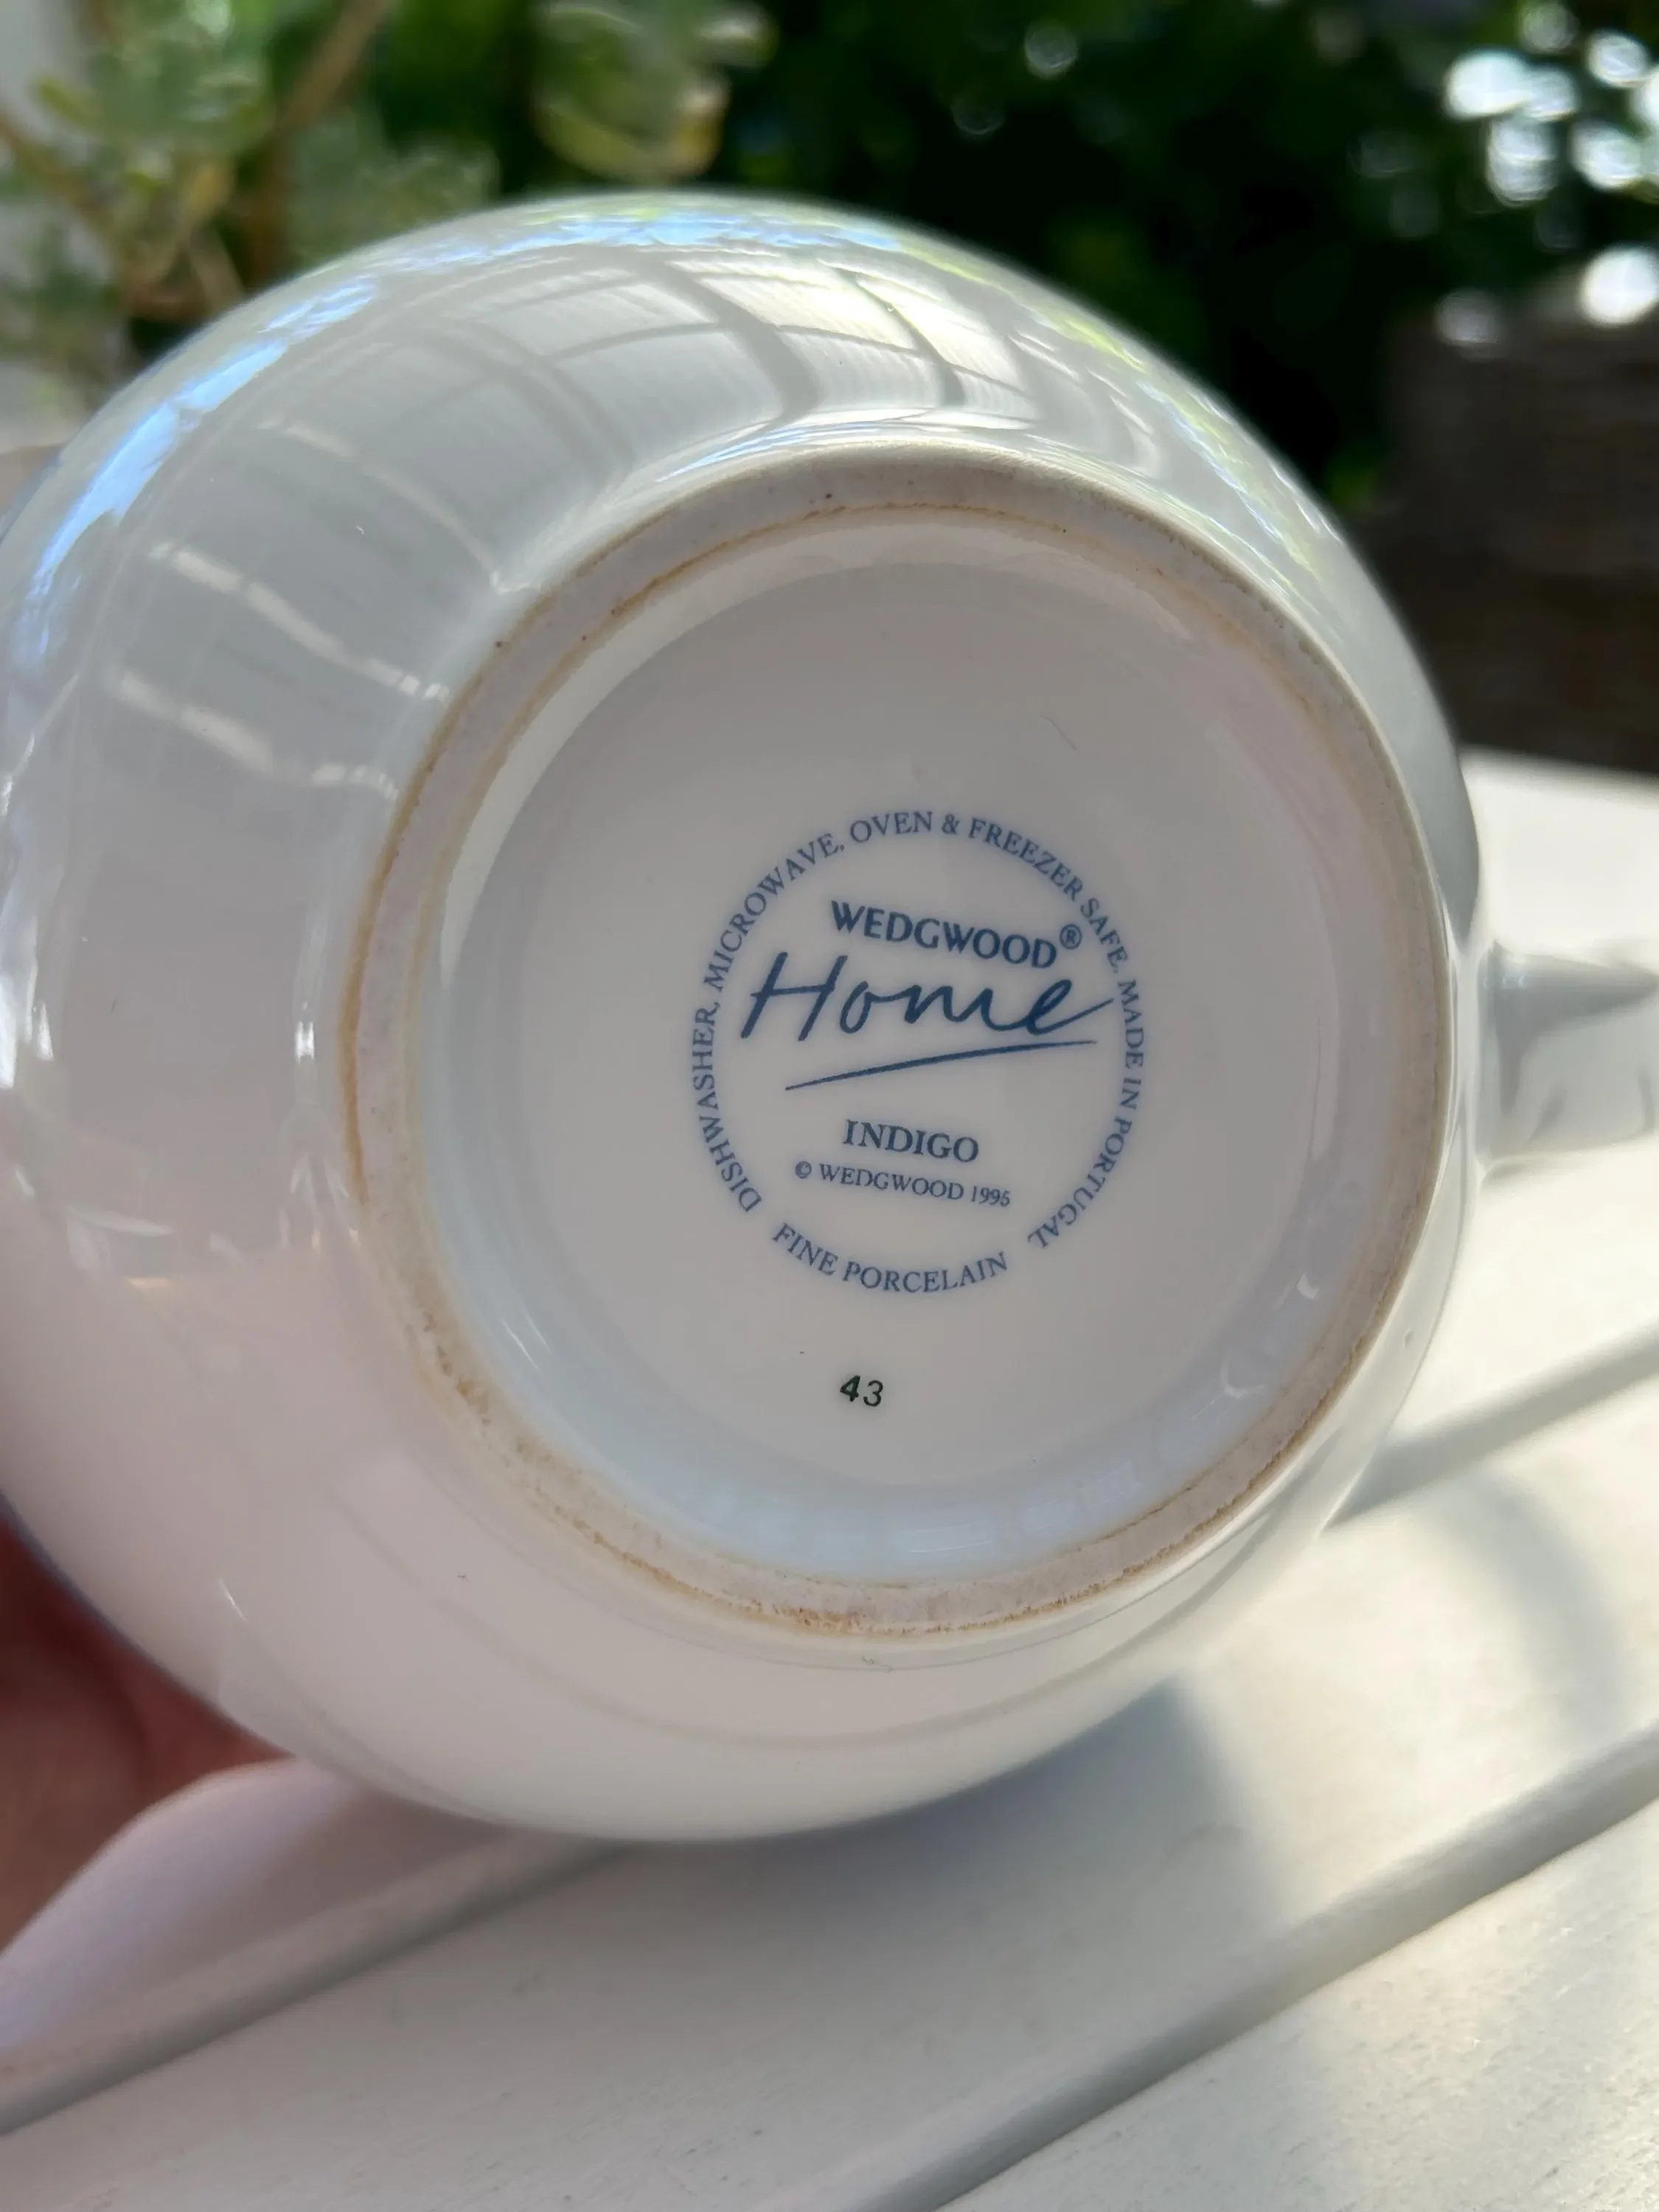 DISHWASHER, MICROWAVE, OVEN & FREEZER SAFE. MADE IN PORTUGAL
WEDGWOOD®
Home
INDIGO
© WEDGWOOD 1995
FINE PORCELAIN
43